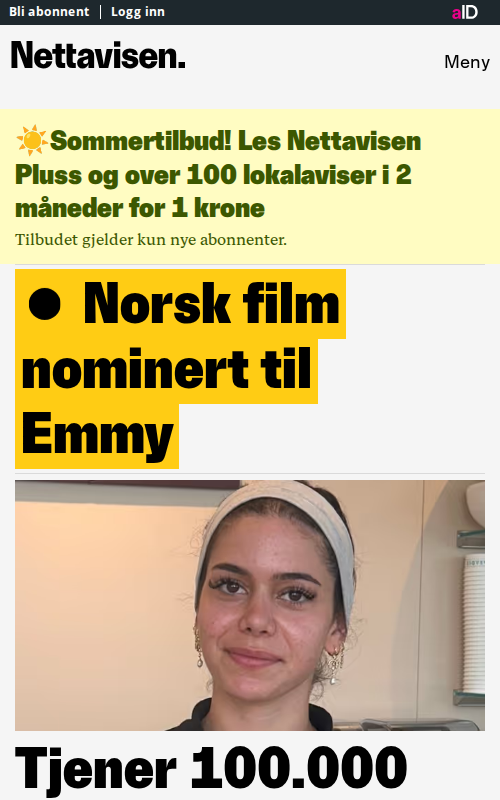 Bli abonnent | Logg inn
aID
Nettavisen.
Meny
☀️Sommertilbud! Les Nettavisen
Pluss og over 100 lokalaviser i 2
måneder for 1 krone
Tilbudet gjelder kun nye abonnenter.
● Norsk film
nominert til
Emmy
Tjener 100.000